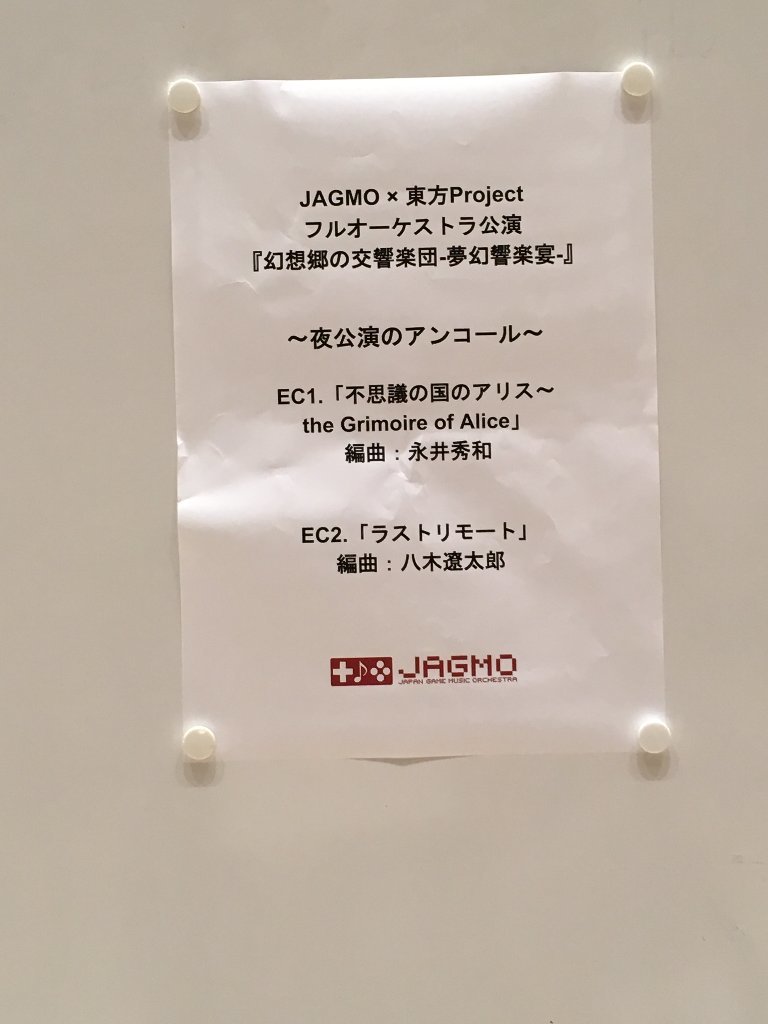 JAGMO × 東方Project
フルオーケストラ公演
『幻想郷の交響楽団-夢幻響楽宴-』
～夜公演のアンコール～
EC1.「不思議の国のアリス～
the Grimoire of Alice」
編曲：永井秀和
EC2.「ラストリモート」
編曲：八木遼太郎
JAGMO
JAPAN GAME MUSIC ORCHESTRA